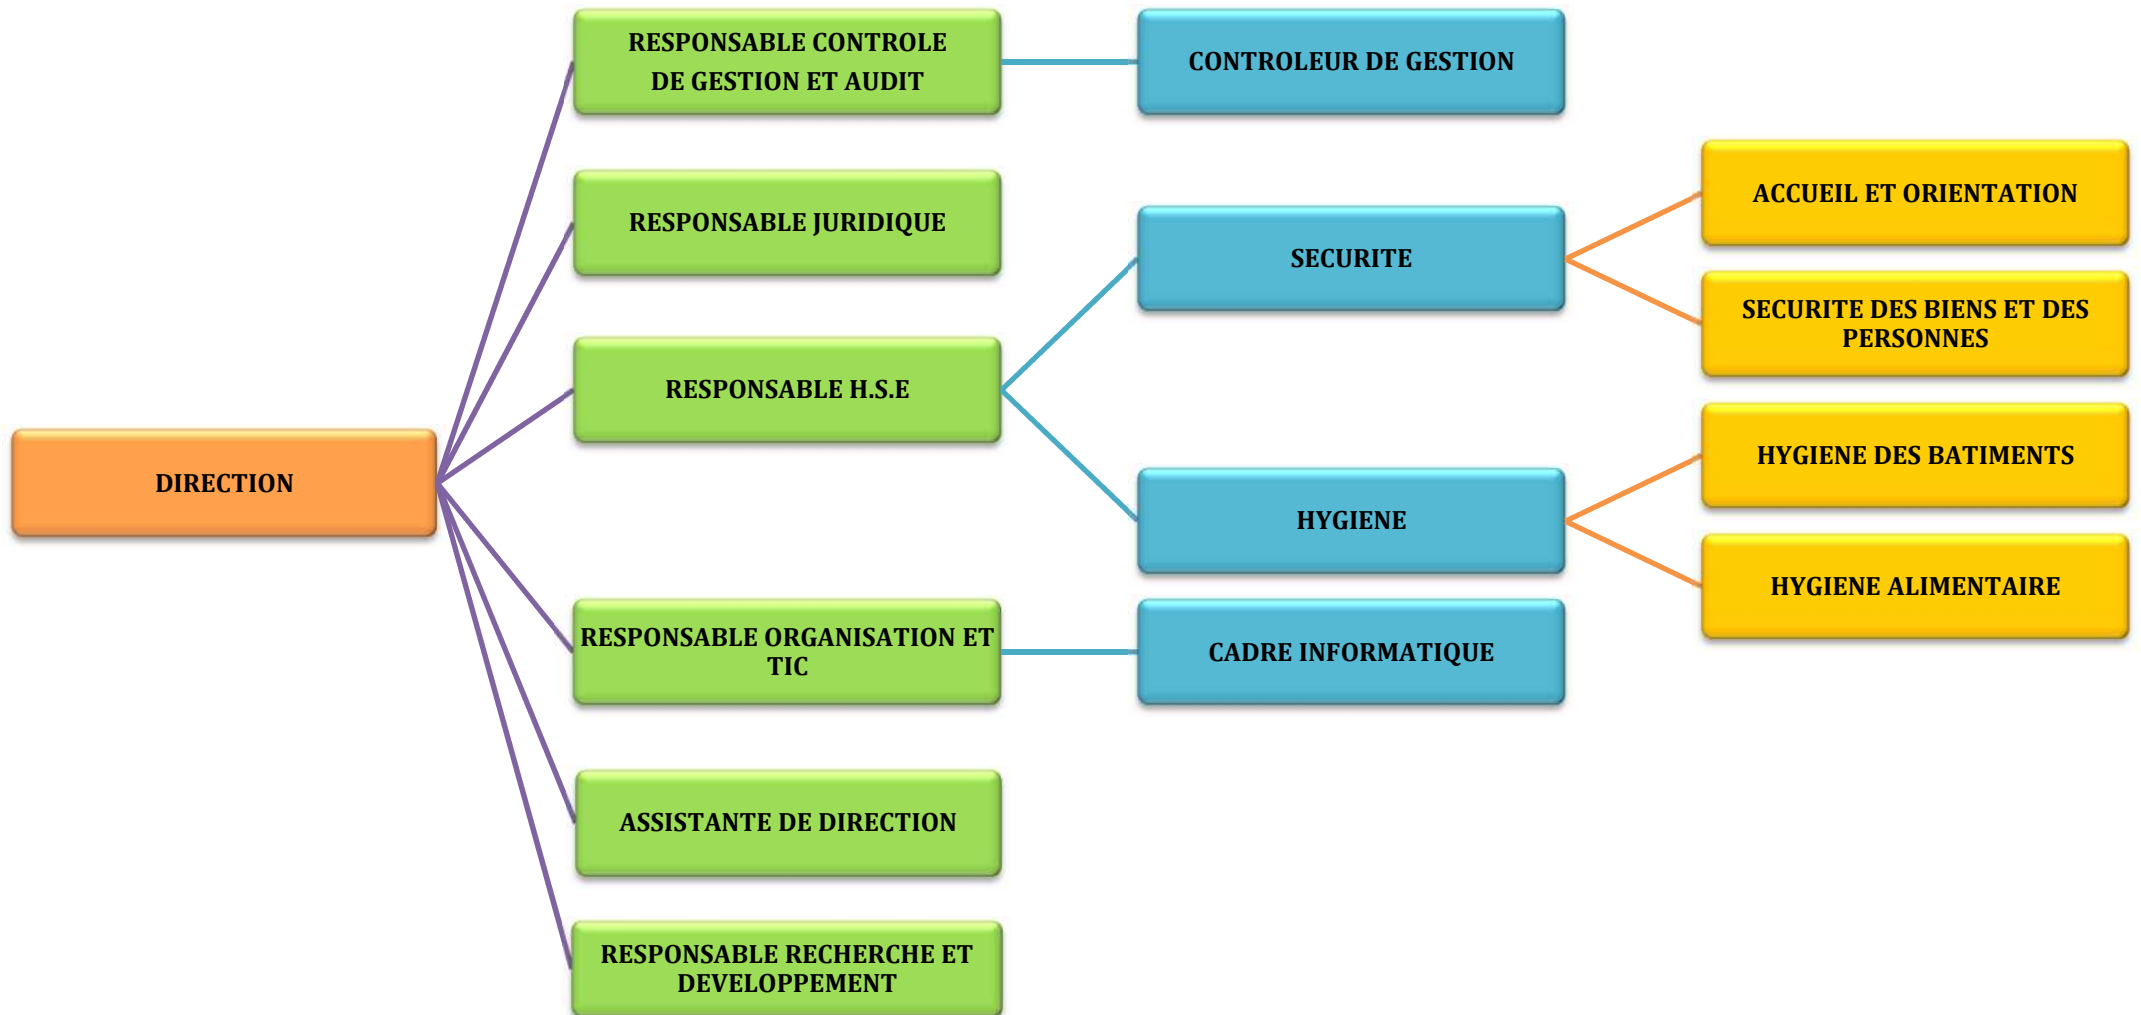 RESPONSABLE CONTROLE
DE GESTION ET AUDIT
CONTROLEUR DE GESTION
RESPONSABLE JURIDIQUE
ACCUEIL ET ORIENTATION
SECURITE
SECURITE DES BIENS ET DES
PERSONNES
RESPONSABLE H.S.E
DIRECTION
HYGIENE DES BATIMENTS
HYGIENE
HYGIENE ALIMENTAIRE
RESPONSABLE ORGANISATION ET
TIC
CADRE INFORMATIQUE
ASSISTANTE DE DIRECTION
RESPONSABLE RECHERCHE ET
DEVELOPPEMENT